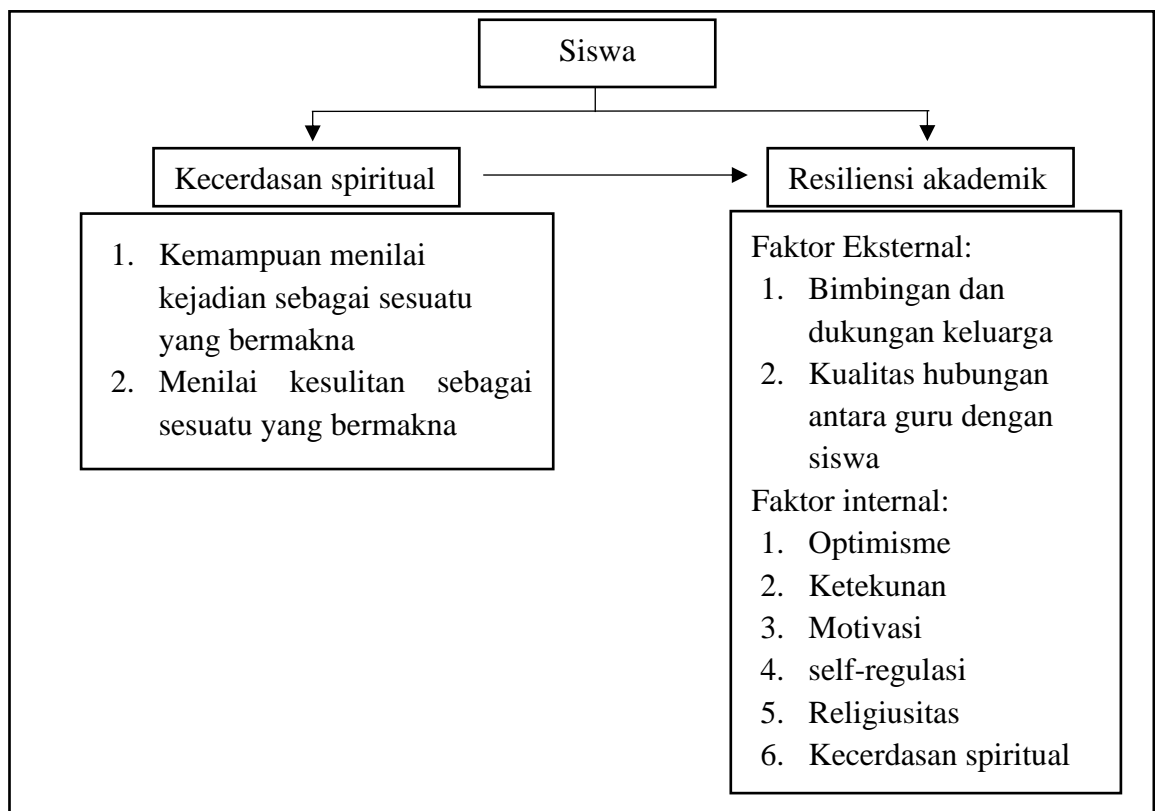 Siswa
Kecerdasan spiritual
Resiliensi akademik
1. Kemampuan menilai
kejadian sebagai sesuatu
yang bermakna
2. Menilai kesulitan sebagai
sesuatu yang bermakna
Faktor Eksternal:
1. Bimbingan dan
dukungan keluarga
2. Kualitas hubungan
antara guru dengan
siswa
Faktor internal:
1. Optimisme
2. Ketekunan
3. Motivasi
4. self-regulasi
5. Religiusitas
6. Kecerdasan spiritual